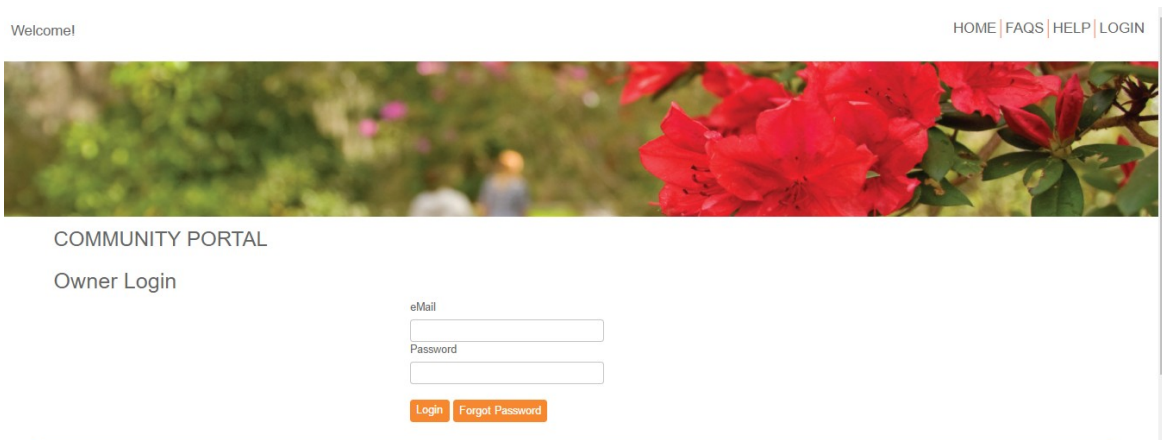 Welcome!
HOME | FAQS | HELP | LOGIN
COMMUNITY PORTAL
Owner Login
eMail
Password
Login Forgot Password